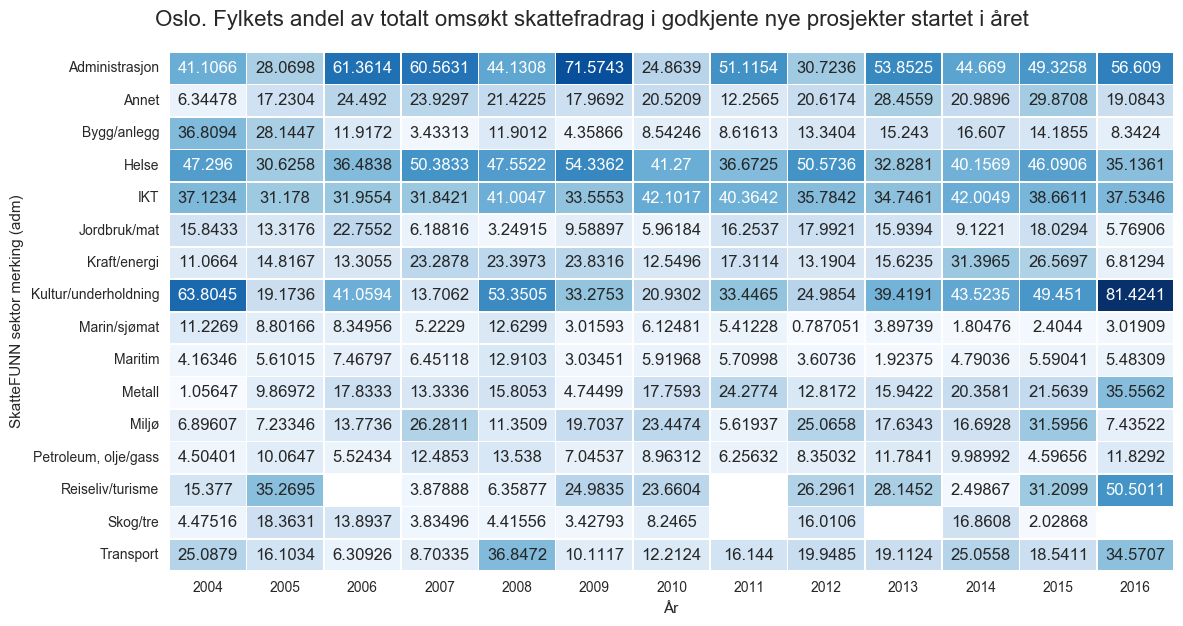 Oslo. Fylkets andel av totalt omsøkt skattefradrag i godkjente nye prosjekter startet i året
SkatteFUNN sektor merking (adm)
Administrasjon 41.1066 28.0698 61.3614 60.5631 44.1308 71.5743 24.8639 51.1154 30.7236 53.8525 44.669 49.3258 56.609
Annet 6.34478 17.2304 24.492 23.9297 21.4225 17.9692 20.5209 12.2565 20.6174 28.4559 20.9896 29.8708 19.0843
Bygg/anlegg 36.8094 28.1447 11.9172 3.43313 11.9012 4.35866 8.54246 8.61613 13.3404 15.243 16.607 14.1855 8.3424
Helse 47.296 30.6258 36.4838 50.3833 47.5522 54.3362 41.27 36.6725 50.5736 32.8281 40.1569 46.0906 35.1361
IKT 37.1234 31.178 31.9554 31.8421 41.0047 33.5553 42.1017 40.3642 35.7842 34.7461 42.0049 38.6611 37.5346
Jordbruk/mat 15.8433 13.3176 22.7552 6.18816 3.24915 9.58897 5.96184 16.2537 17.9921 15.9394 9.1221 18.0294 5.76906
Kraft/energi 11.0664 14.8167 13.3055 23.2878 23.3973 23.8316 12.5496 17.3114 13.1904 15.6235 31.3965 26.5697 6.81294
Kultur/underholdning 63.8045 19.1736 41.0594 13.7062 53.3505 33.2753 20.9302 33.4465 24.9854 39.4191 43.5235 49.451 81.4241
Marin/sjømat 11.2269 8.80166 8.34956 5.2229 12.6299 3.01593 6.12481 5.41228 0.787051 3.89739 1.80476 2.4044 3.01909
Maritim 4.16346 5.61015 7.46797 6.45118 12.9103 3.03451 5.91968 5.70998 3.60736 1.92375 4.79036 5.59041 5.48309
Metall 1.05647 9.86972 17.8333 13.3336 15.8053 4.74499 17.7593 24.2774 12.8172 15.9422 20.3581 21.5639 35.5562
Miljø 6.89607 7.23346 13.7736 26.2811 11.3509 19.7037 23.4474 5.61937 25.0658 17.6343 16.6928 31.5956 7.43522
Petroleum, olje/gass 4.50401 10.0647 5.52434 12.4853 13.538 7.04537 8.96312 6.25632 8.35032 11.7841 9.98992 4.59656 11.8292
Reiseliv/turisme 15.377 35.2695 3.87888 6.35877 24.9835 23.6604 26.2961 28.1452 2.49867 31.2099 50.5011
Skog/tre 4.47516 18.3631 13.8937 3.83496 4.41556 3.42793 8.2465 16.0106 16.8608 2.02868
Transport 25.0879 16.1034 6.30926 8.70335 36.8472 10.1117 12.2124 16.144 19.9485 19.1124 25.0558 18.5411 34.5707
2004 2005 2006 2007 2008 2009 2010 2011 2012 2013 2014 2015 2016
År